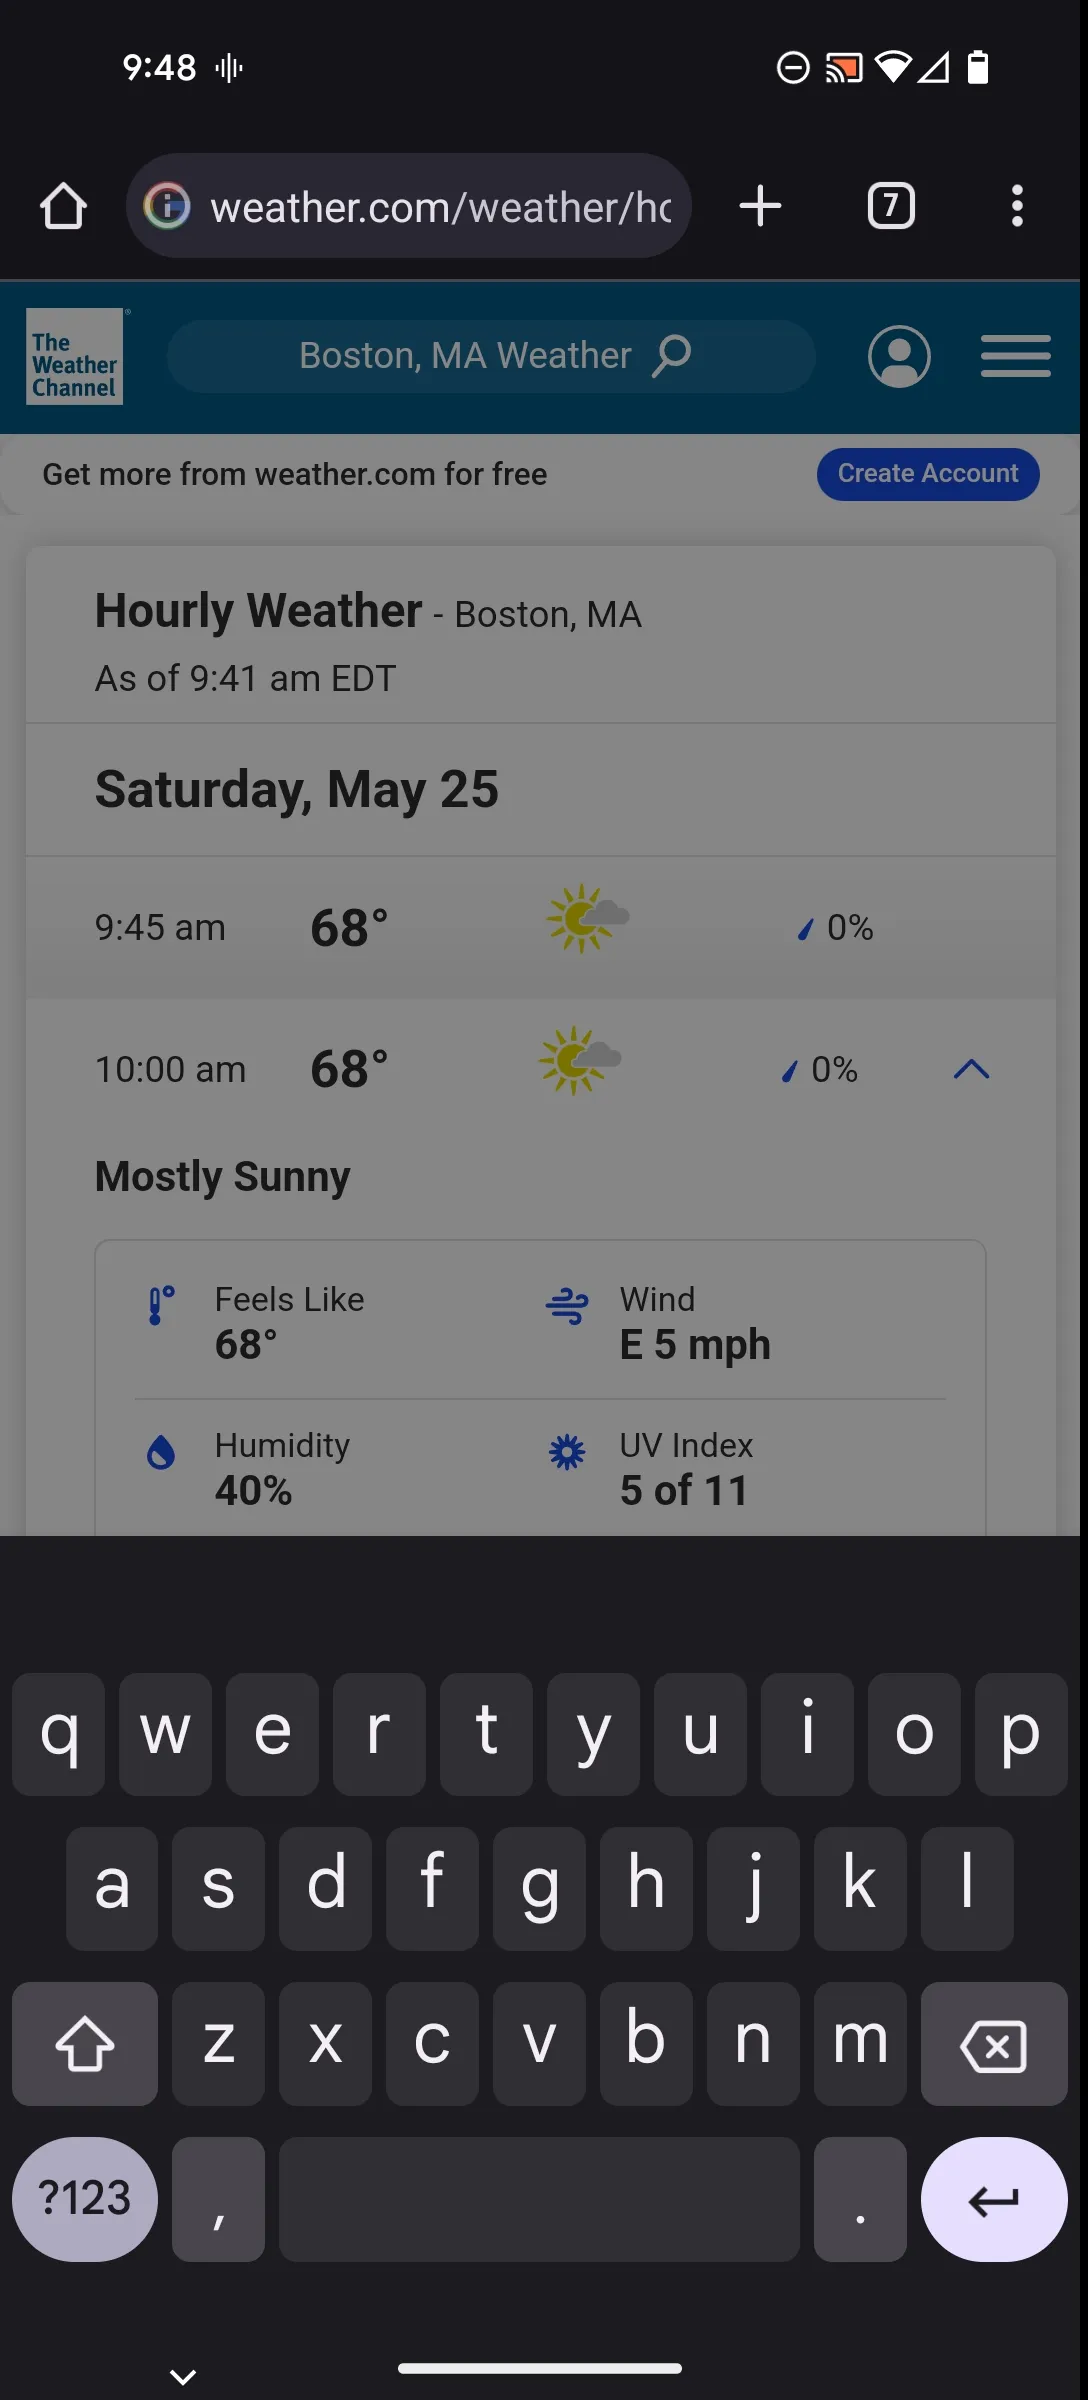 9:48
weather.com/weather/ho
7
The
Weather
Channel
®
Boston, MA Weather
Get more from weather.com for free
Create Account
Hourly Weather - Boston, MA
As of 9:41 am EDT
Saturday, May 25
9:45 am 68° 0%
10:00 am 68° 0%
Mostly Sunny
Feels Like Wind
68° E 5 mph
Humidity UV Index
40% 5 of 11
q w e r t y u i o p
a s d f g h j k l
z x c v b n m
?123 , .